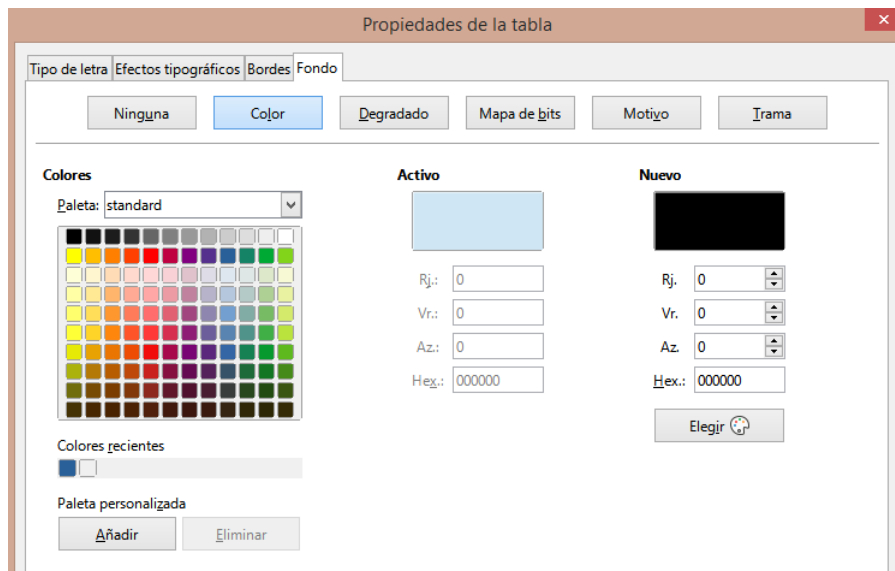 Propiedades de la tabla
Tipo de letra Efectos tipográficos Bordes Fondo
Ninguna Color Degradado Mapa de bits Motivo Trama
Colores Activo Nuevo
Paleta: standard
Rj.: 0 Rj. 0
Vr.: 0 Vr. 0
Az.: 0 Az. 0
Hex.: 000000 Hex.: 000000
Elegir
Colores recientes
Paleta personalizada
Añadir Eliminar